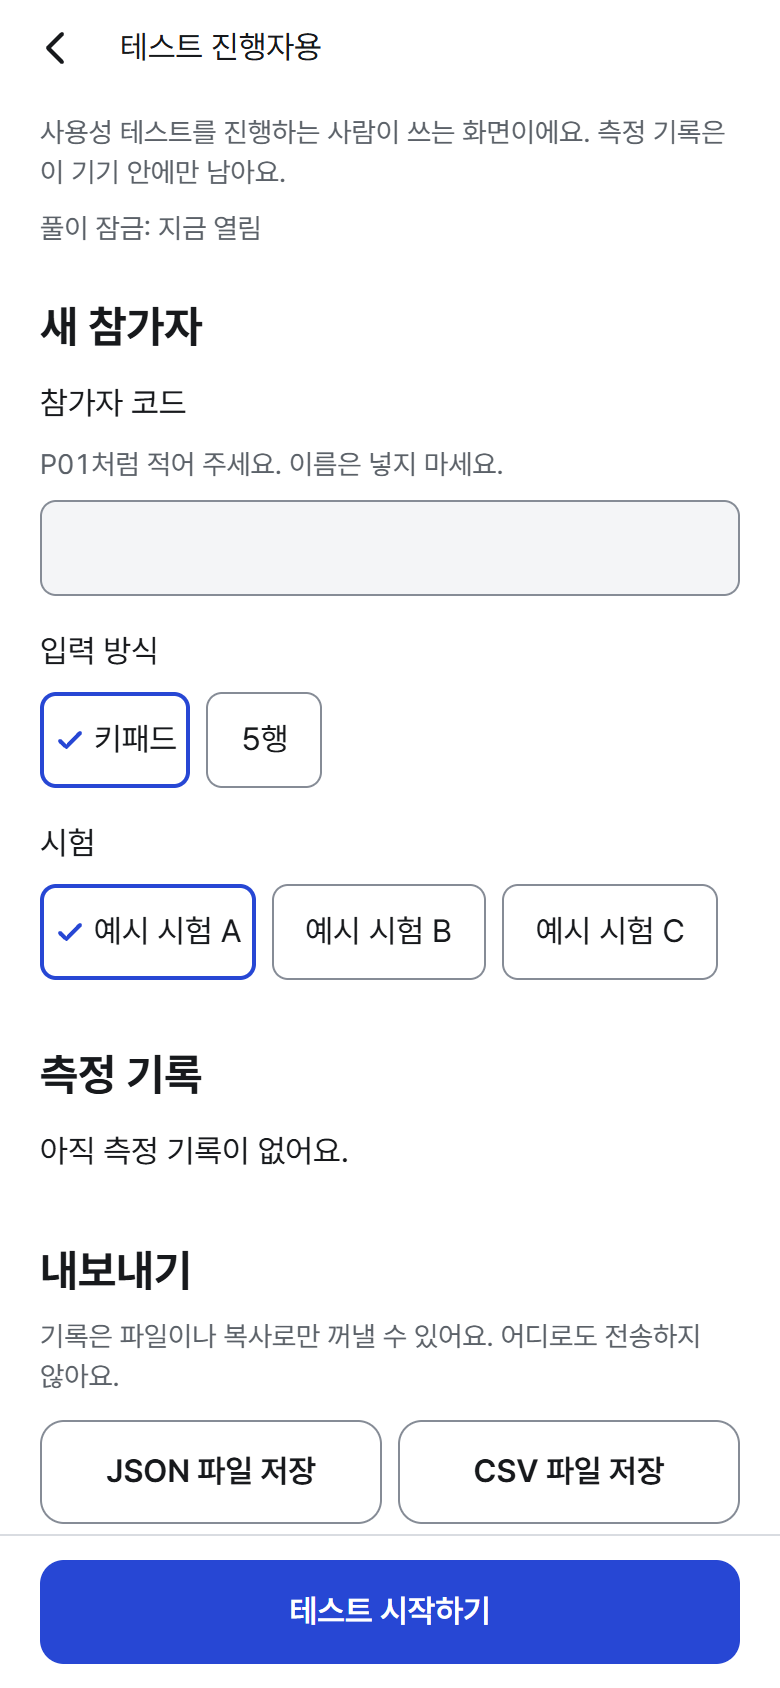 테스트 진행자용
사용성 테스트를 진행하는 사람이 쓰는 화면이에요. 측정 기록은
이 기기 안에만 남아요.
풀이 잠금: 지금 열림
새 참가자
참가자 코드
P01처럼 적어 주세요. 이름은 넣지 마세요.
입력 방식
키패드
5행
시험
예시 시험 A
예시 시험 B
예시 시험 C
측정 기록
아직 측정 기록이 없어요.
내보내기
기록은 파일이나 복사로만 꺼낼 수 있어요. 어디로도 전송하지
않아요.
JSON 파일 저장
CSV 파일 저장
테스트 시작하기